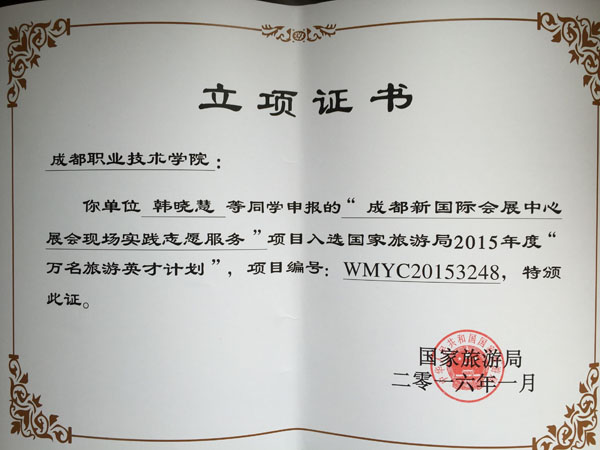 立项证书
成都职业技术学院：
你单位 韩晓慧 等同学申报的“ 成都新国际会展中心
展会现场实践志愿服务 ”项目入选国家旅游局2015年度“
万名旅游英才计划”，项目编号：WMYC20153248，特颁
此证。
国家旅游局
二零一六年一月